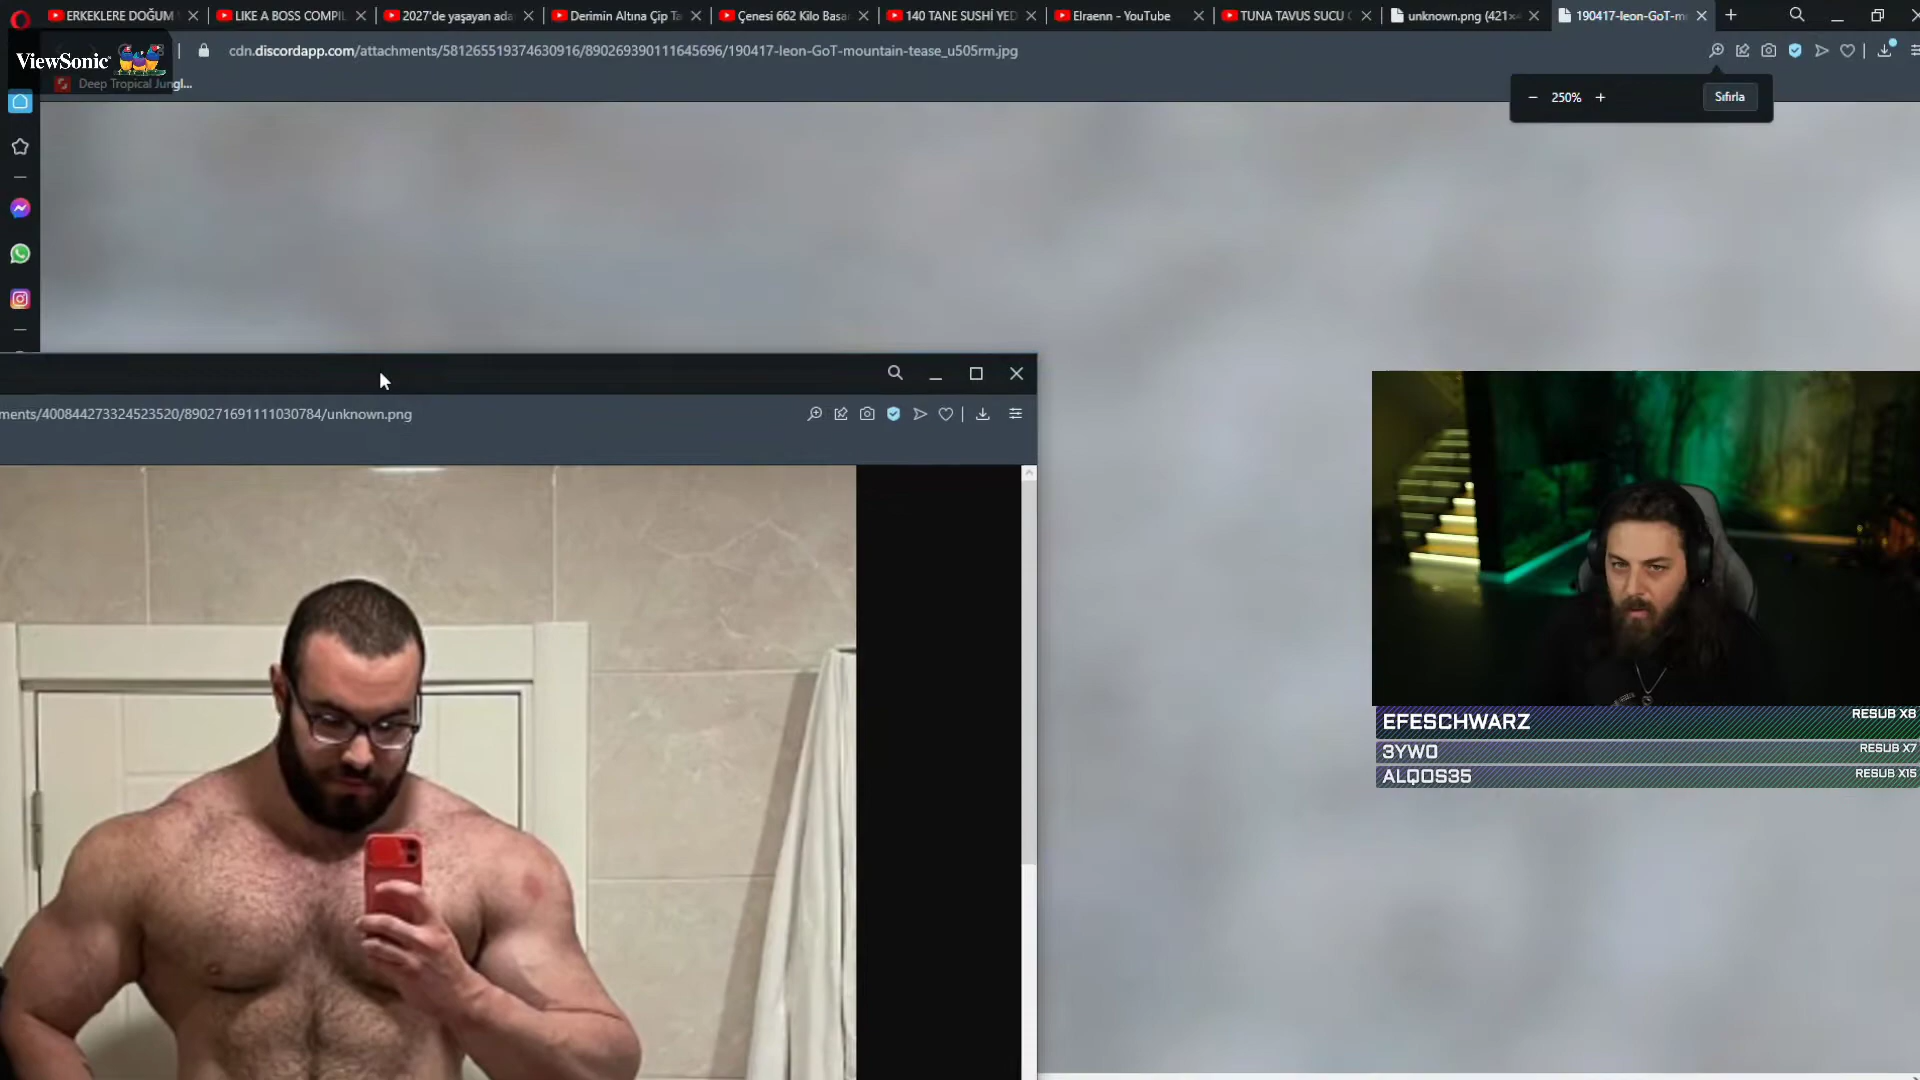 ERKEKLERE DOĞUM
LIKE A BOSS COMPIL
2027'de yaşayan ada
Derimin Altına Çip Ta
Çenesi 662 Kilo Basa
140 TANE SUSHİ YED
Elraenn - YouTube
TUNA TAVUS SUCU
unknown.png (421×
190417-leon-GoT-m
ViewSonic
cdn.discordapp.com/attachments/581265519374630916/890269390111645696/190417-leon-GoT-mountain-tease_u505rm.jpg
Deep Tropical Jungl...
− 250% +
Sıfırla
ments/400844273324523520/890271691111030784/unknown.png
EFESCHWARZ
RESUB X8
3YW0
RESUB X7
ALQOS35
RESUB X15